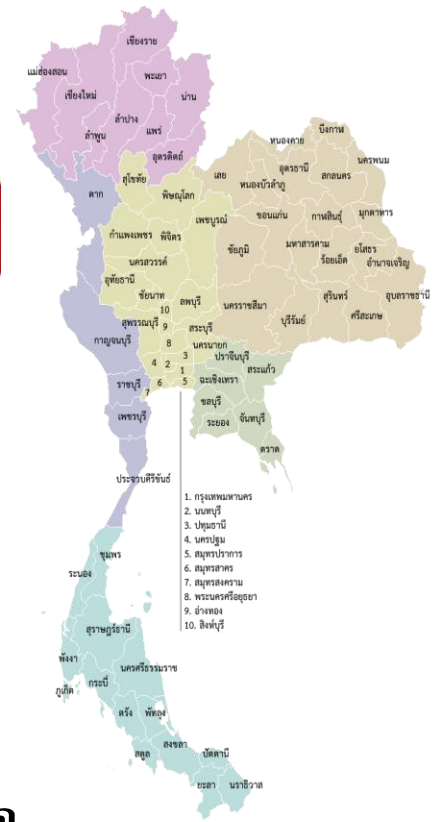 เชียงราย
แม่ฮ่องสอน
พะเยา
เชียงใหม่
น่าน
ลำปาง
ลำพูน
แพร่
อุตรดิตถ์
สุโขทัย
ตาก
พิษณุโลก
เพชรบูรณ์
กำแพงเพชร
พิจิตร
นครสวรรค์
อุทัยธานี
ชัยนาท
ลพบุรี
10
สุพรรณบุรี
9
สระบุรี
8
นครนายก
4
2
3
1
7
6
5
บึงกาฬ
หนองคาย
นครพนม
เลย
อุดรธานี
สกลนคร
หนองบัวลำภู
ขอนแก่น
กาฬสินธุ์
มุกดาหาร
ชัยภูมิ
มหาสารคาม
ยโสธร
ร้อยเอ็ด
อำนาจเจริญ
นครราชสีมา
สุรินทร์
อุบลราชธานี
บุรีรัมย์
ศรีสะเกษ
กาญจนบุรี
ราชบุรี
เพชรบุรี
ประจวบคีรีขันธ์
ปราจีนบุรี
สระแก้ว
ฉะเชิงเทรา
ชลบุรี
ระยอง
จันทบุรี
ตราด
1. กรุงเทพมหานคร
2. นนทบุรี
3. ปทุมธานี
4. นครปฐม
5. สมุทรปราการ
6. สมุทรสาคร
7. สมุทรสงคราม
8. พระนครศรีอยุธยา
9. อ่างทอง
10. สิงห์บุรี
ชุมพร
ระนอง
สุราษฎร์ธานี
พังงา
นครศรีธรรมราช
กระบี่
ภูเก็ต
ตรัง
พัทลุง
สตูล
สงขลา
ปัตตานี
ยะลา
นราธิวาส